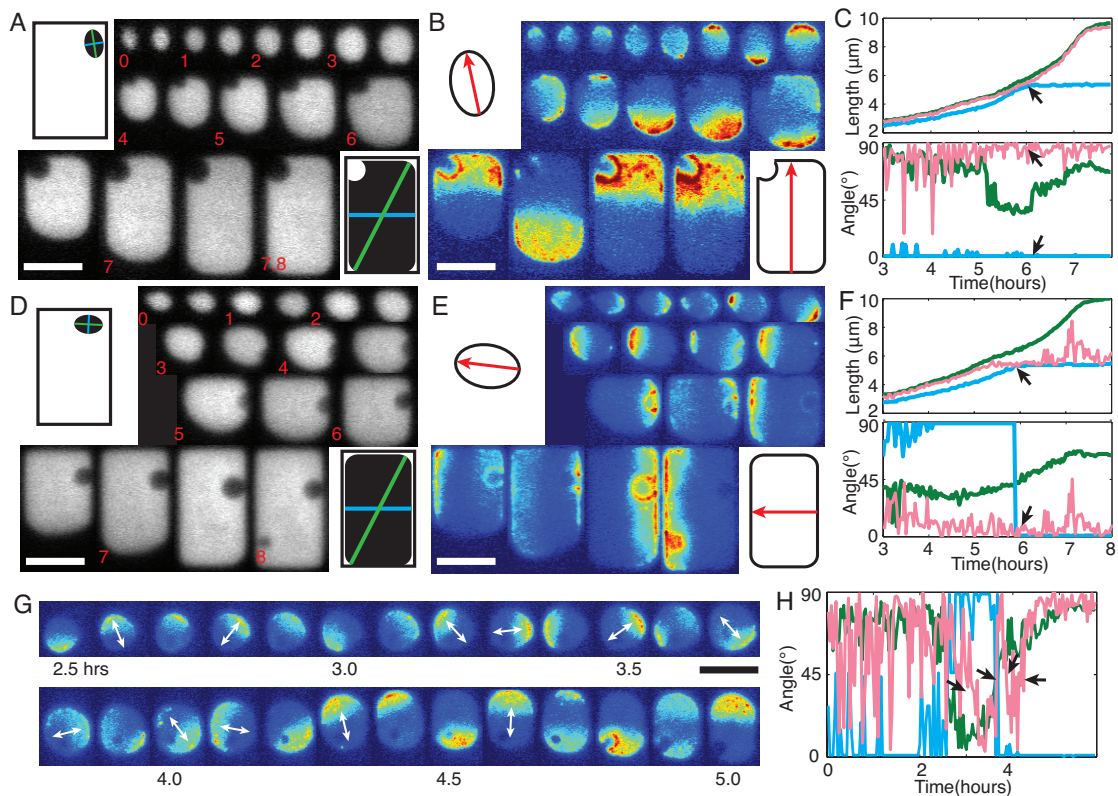 A
0 1 2 3
4 5 6
7 7.8
B
C
Length (µm)
10
8
6
4
2
Angle(°)
90
45
0
3 4 5 6 7
Time(hours)
D
0 1 2
3 4
5 6
7 8
E
F
Length (µm)
10
8
6
4
2
Angle(°)
90
45
0
3 4 5 6 7 8
Time(hours)
G
2.5 hrs 3.0 3.5
4.0 4.5 5.0
H
Angle(°)
90
45
0
0 2 4
Time(hours)